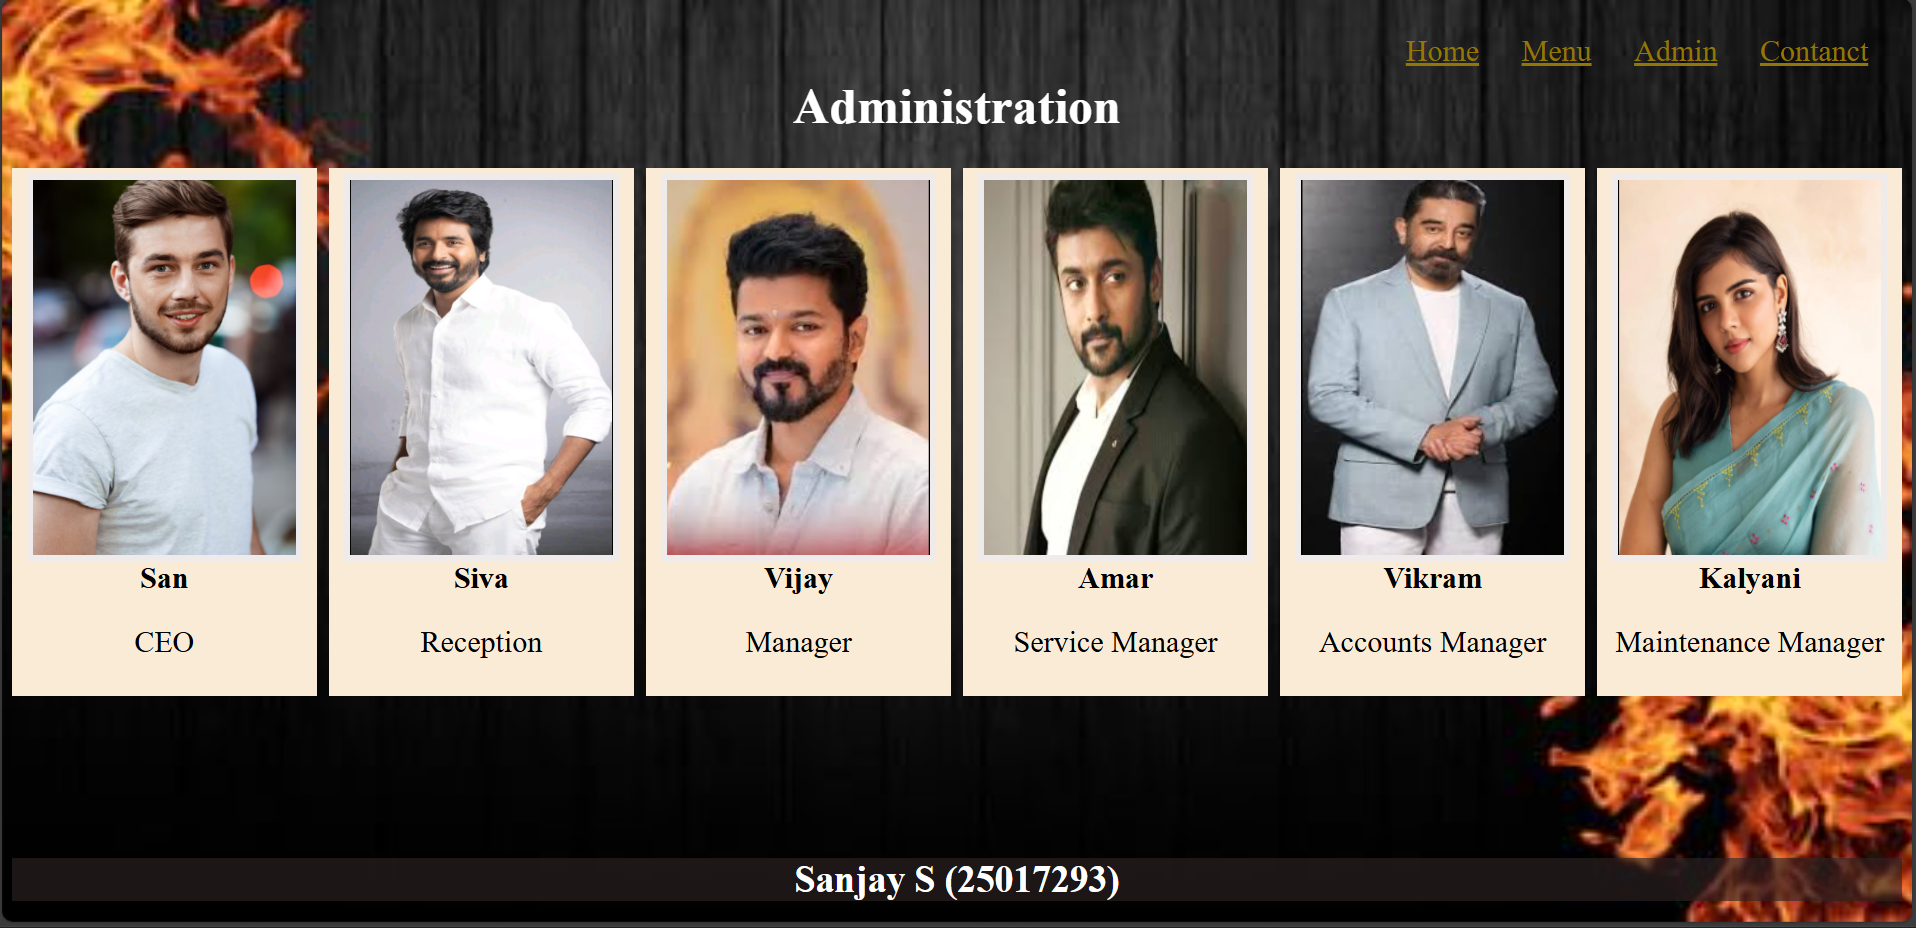 Home Menu Admin Contanct
Administration
San Siva Vijay Amar Vikram Kalyani
CEO Reception Manager Service Manager Accounts Manager Maintenance Manager
Sanjay S (25017293)